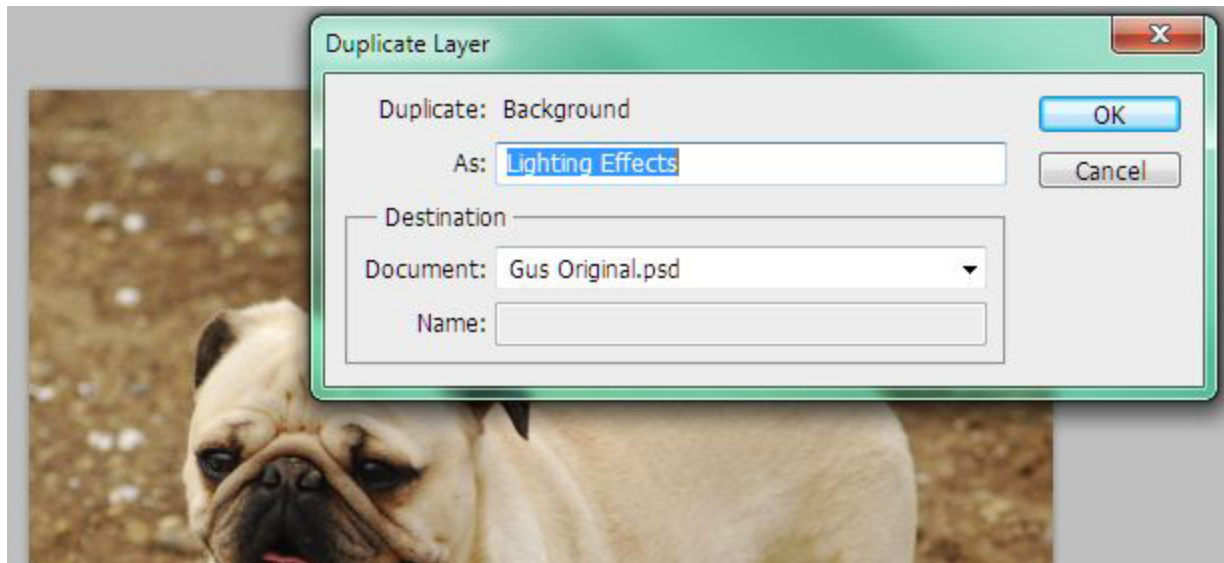 Duplicate Layer
Duplicate: Background
OK
As: Lighting Effects
Cancel
Destination
Document: Gus Original.psd
Name: